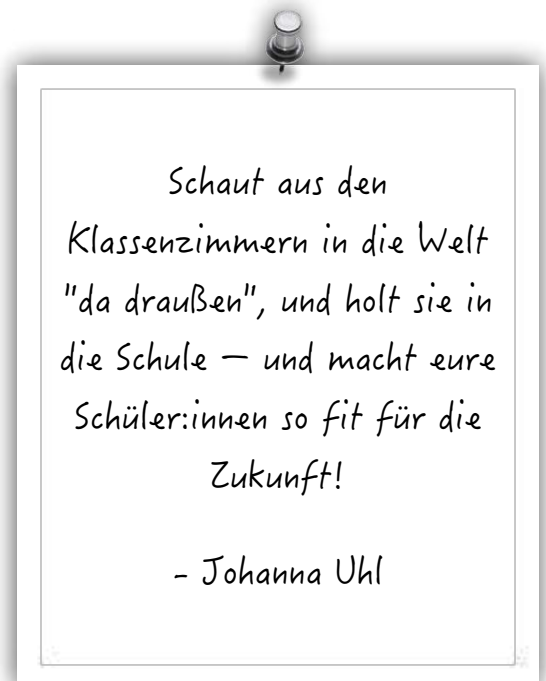 Schaut aus den
Klassenzimmern in die Welt
"da draußen", und holt sie in
die Schule – und macht eure
Schüler:innen so fit für die
Zukunft!
- Johanna Uhl